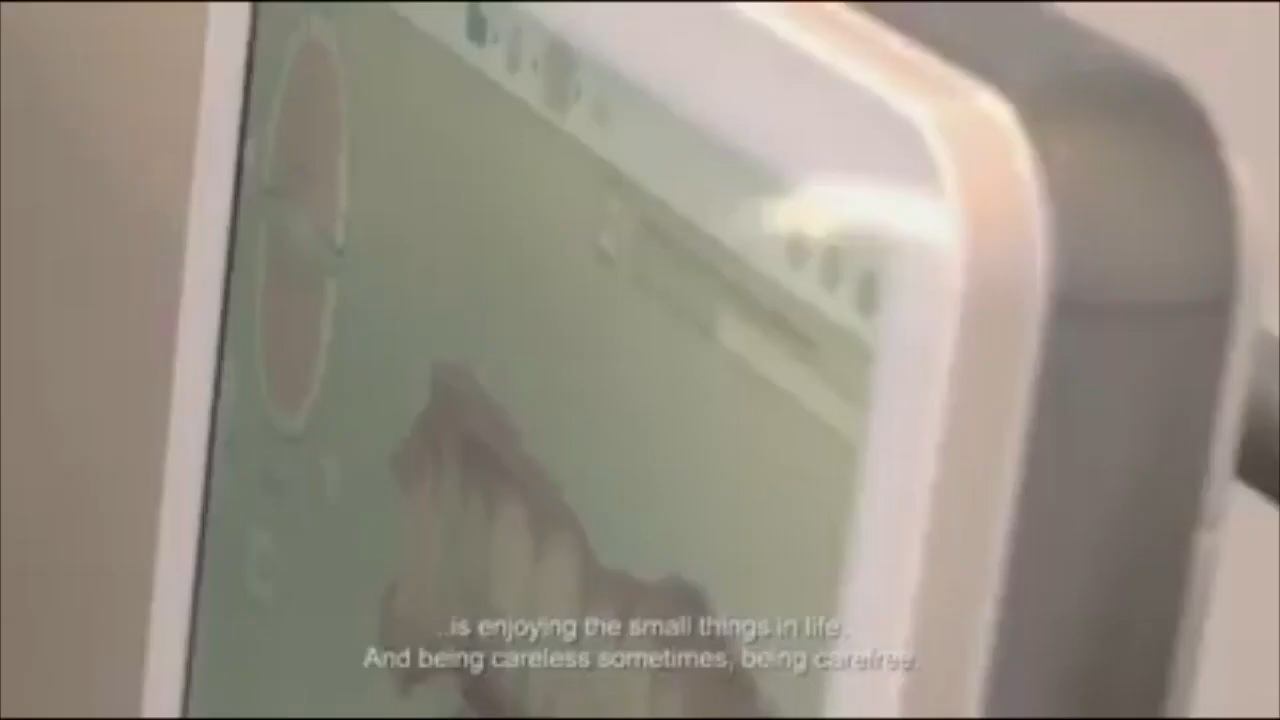 ..is enjoying the small things in life.
And being careless sometimes, being carefree.